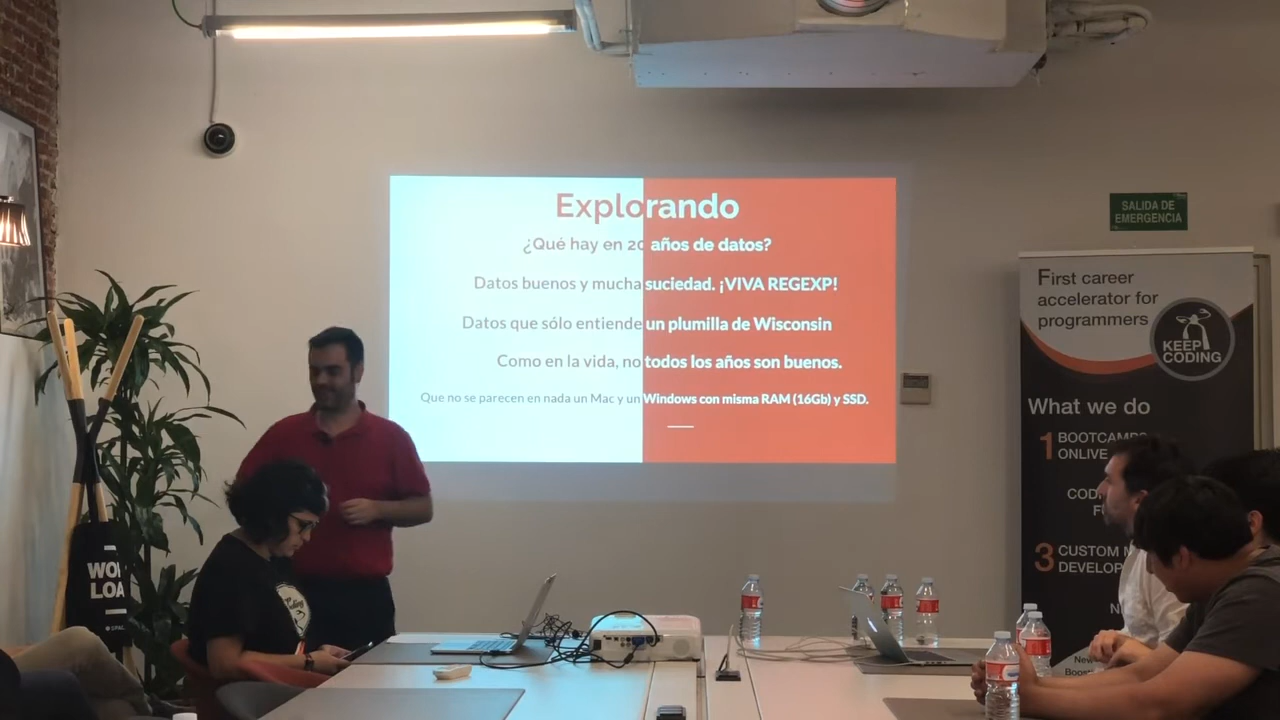 Explorando
¿Qué hay en 20 años de datos?
Datos buenos y mucha suciedad. ¡VIVA REGEXP!
Datos que sólo entiende un plumilla de Wisconsin
Como en la vida, no todos los años son buenos.
Que no se parecen en nada un Mac y un Windows con misma RAM (16Gb) y SSD.
SALIDA DE
EMERGENCIA
First career
accelerator for
programmers
KEEP
CODING
What we do
1 BOOTCAMPS
ONLIVE
3 CUSTOM
DEVELOP